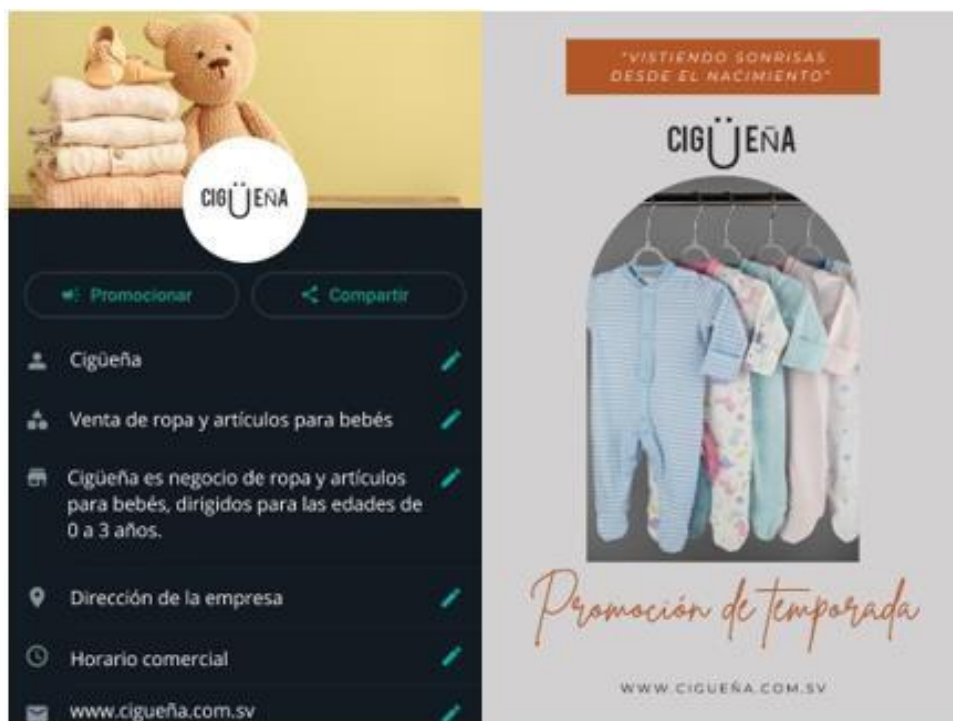 CIGÜEÑA
Promocionar
Compartir
Cigüeña
Venta de ropa y artículos para bebés
Cigüeña es negocio de ropa y artículos
para bebés, dirigidos para las edades de
0 a 3 años.
Dirección de la empresa
Horario comercial
www.cigueña.com.sv
"VISTIENDO SONRISAS
DESDE EL NACIMIENTO"
CIGÜEÑA
Promoción de temporada
WWW.CIGUEÑA.COM.SV